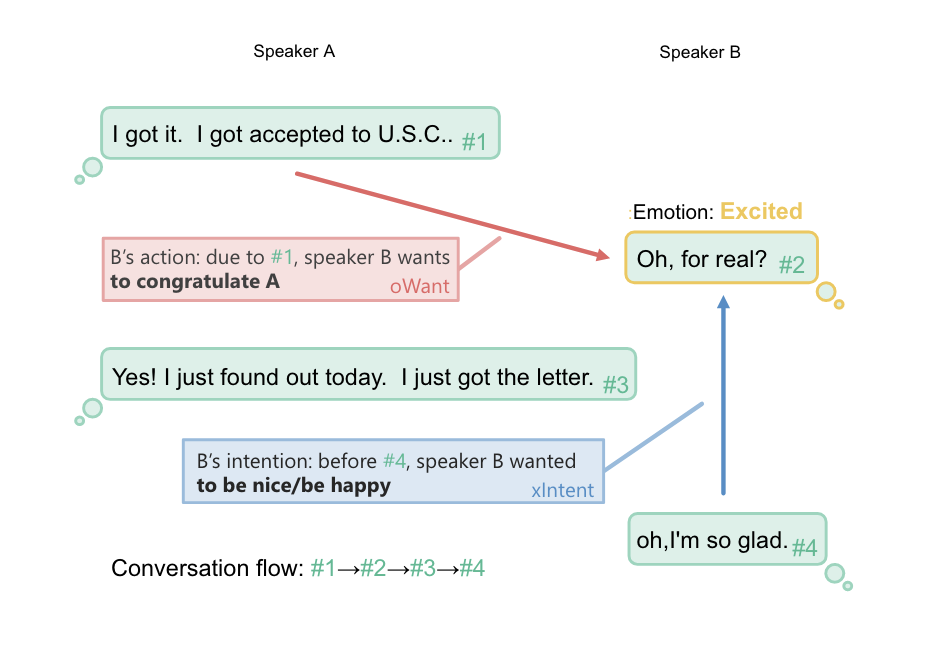 Speaker A
Speaker B
I got it.  I got accepted to U.S.C.. #1
:Emotion: Excited
Oh, for real? #2
B's action: due to #1, speaker B wants
to congratulate A
oWant
Yes! I just found out today.  I just got the letter. #3
B's intention: before #4, speaker B wanted
to be nice/be happy
xIntent
oh,I'm so glad. #4
Conversation flow: #1→#2→#3→#4